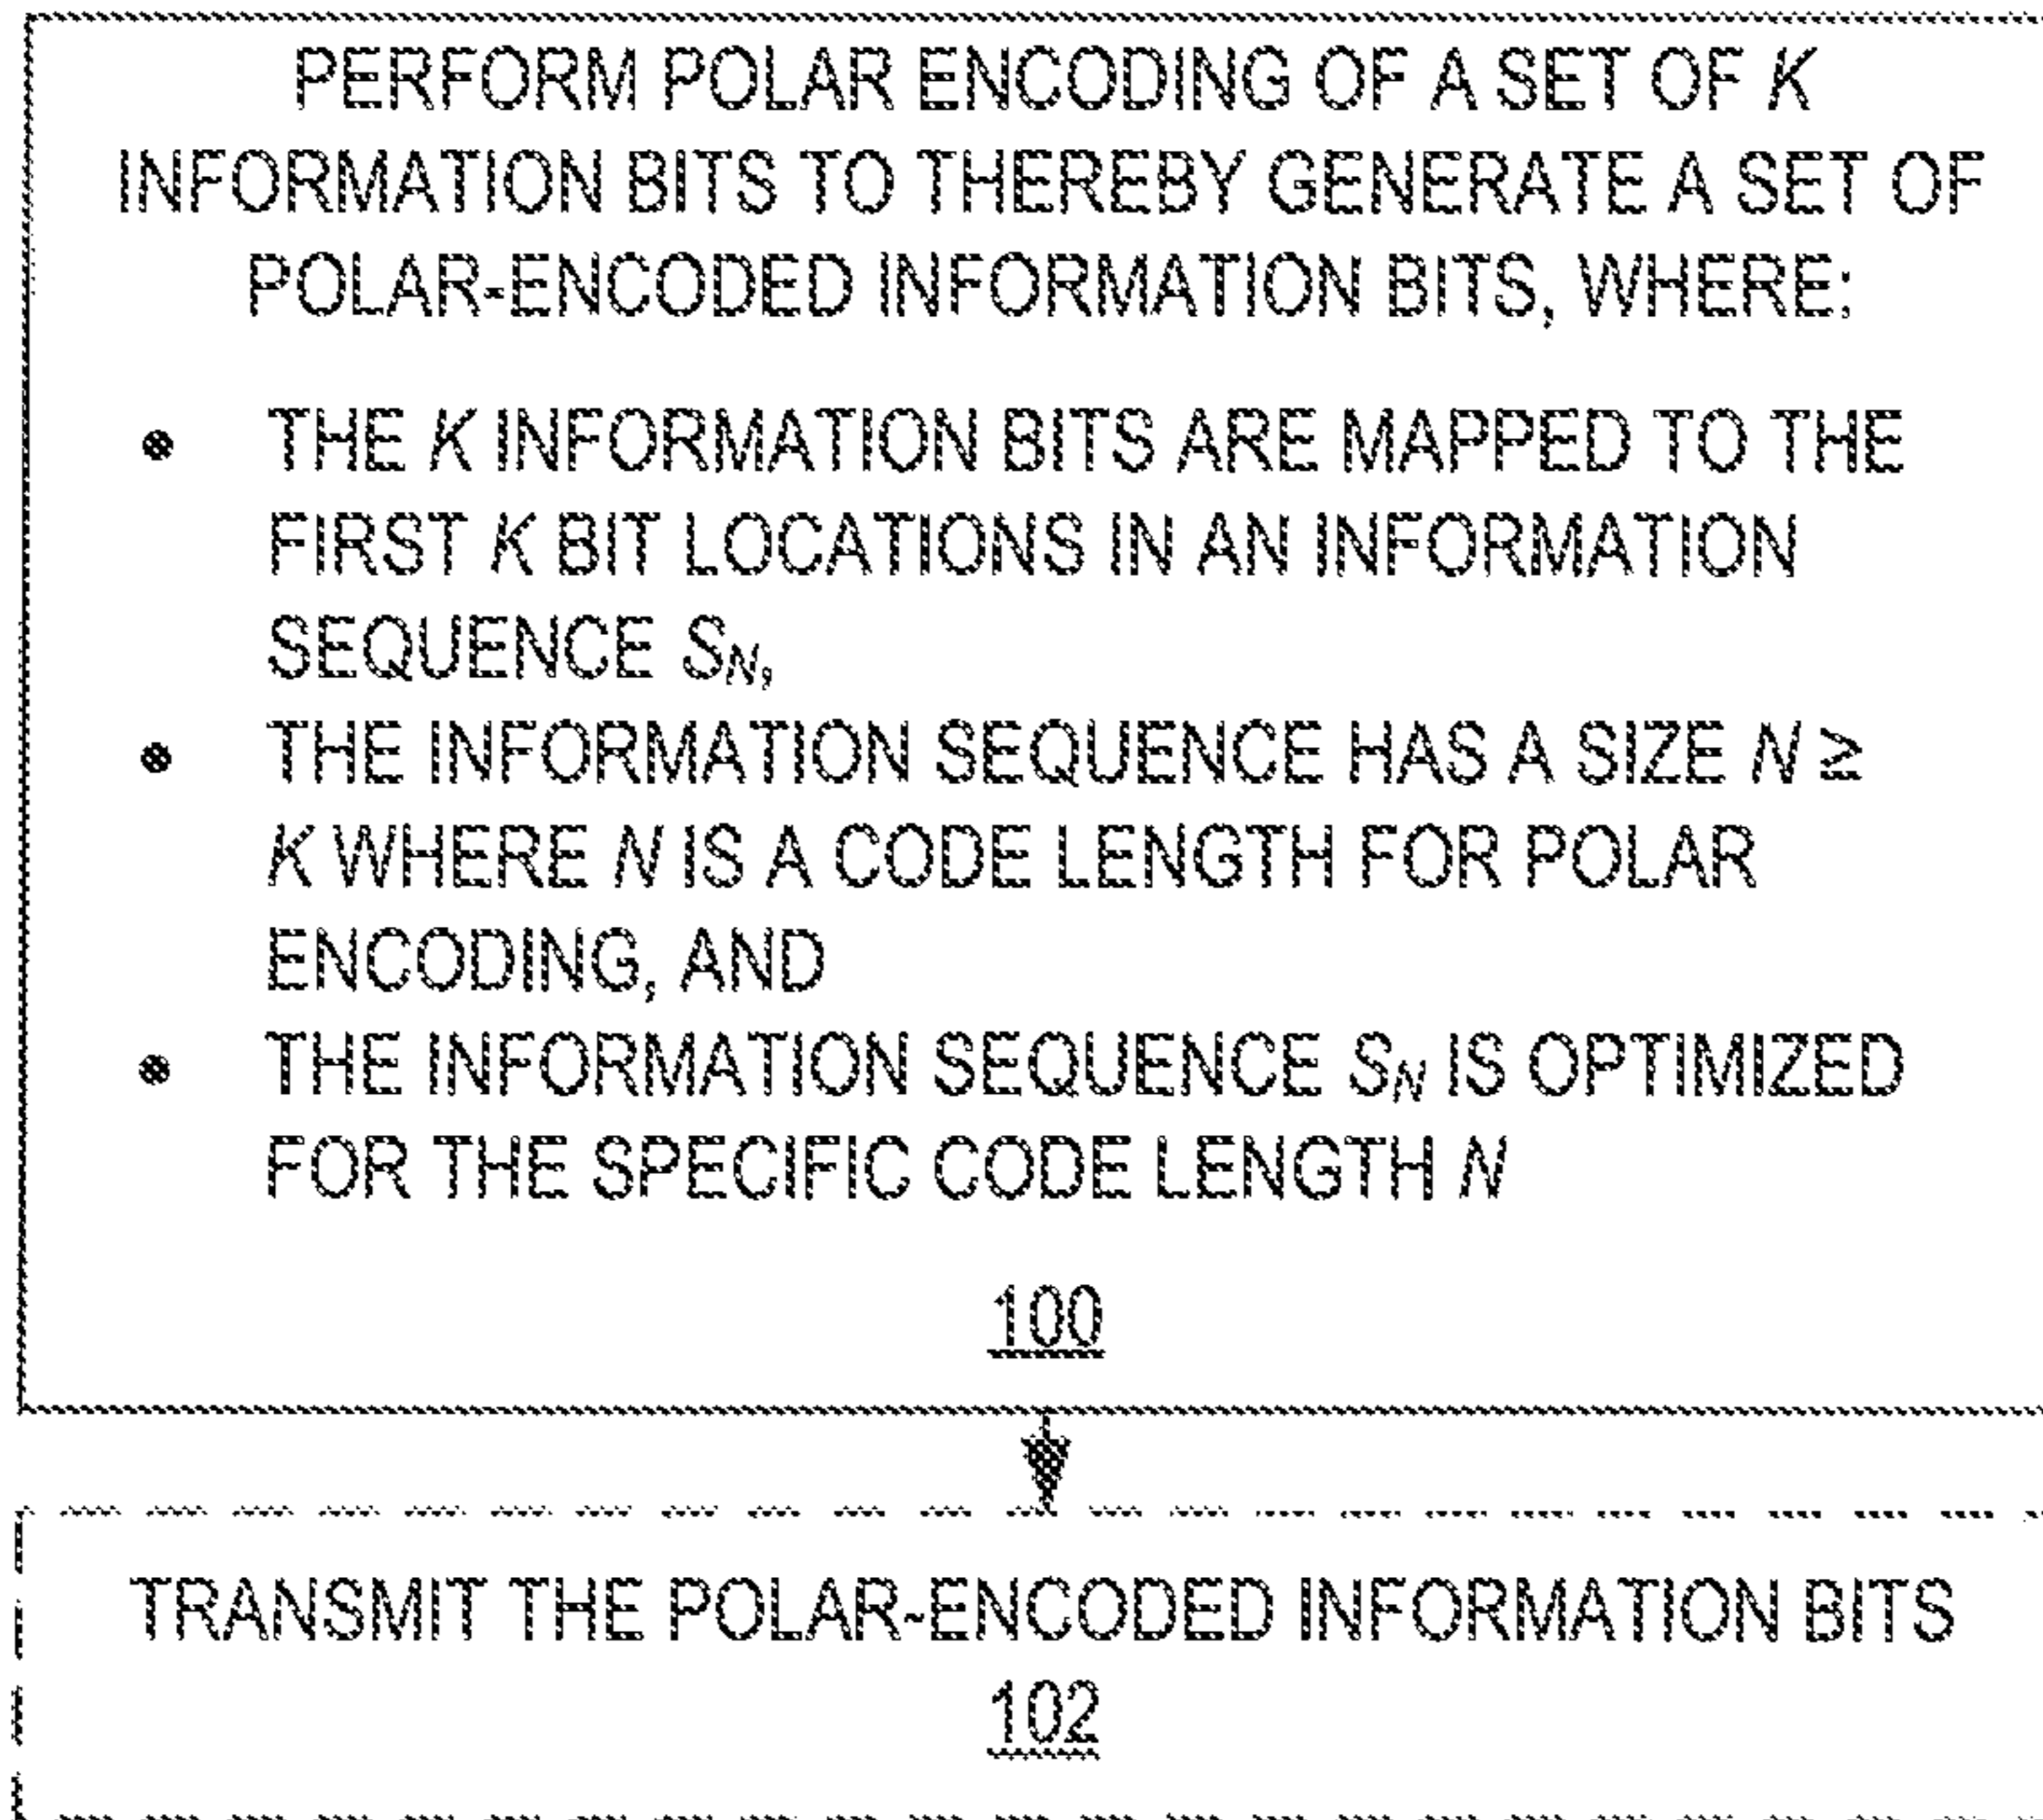 PERFORM POLAR ENCODING OF A SET OF K
INFORMATION BITS TO THEREBY GENERATE A SET OF
POLAR-ENCODED INFORMATION BITS, WHERE:
• THE K INFORMATION BITS ARE MAPPED TO THE
FIRST K BIT LOCATIONS IN AN INFORMATION
SEQUENCE SN,
• THE INFORMATION SEQUENCE HAS A SIZE N ≥
K WHERE N IS A CODE LENGTH FOR POLAR
ENCODING, AND
• THE INFORMATION SEQUENCE SN IS OPTIMIZED
FOR THE SPECIFIC CODE LENGTH N
100
TRANSMIT THE POLAR-ENCODED INFORMATION BITS
102